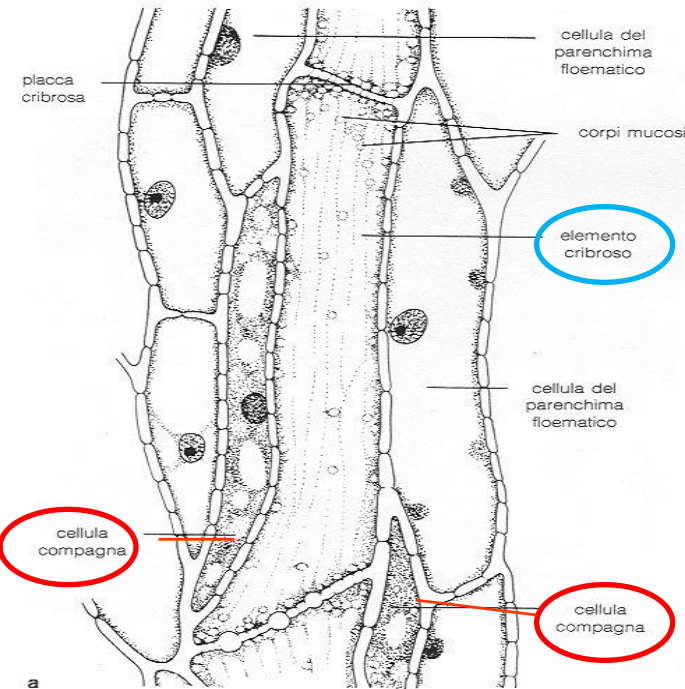 cellula del
parenchima
floematico
placca
cribrosa
corpi mucosi
elemento
cribroso
cellula del
parenchima
floematico
cellula
compagna
cellula
compagna
a